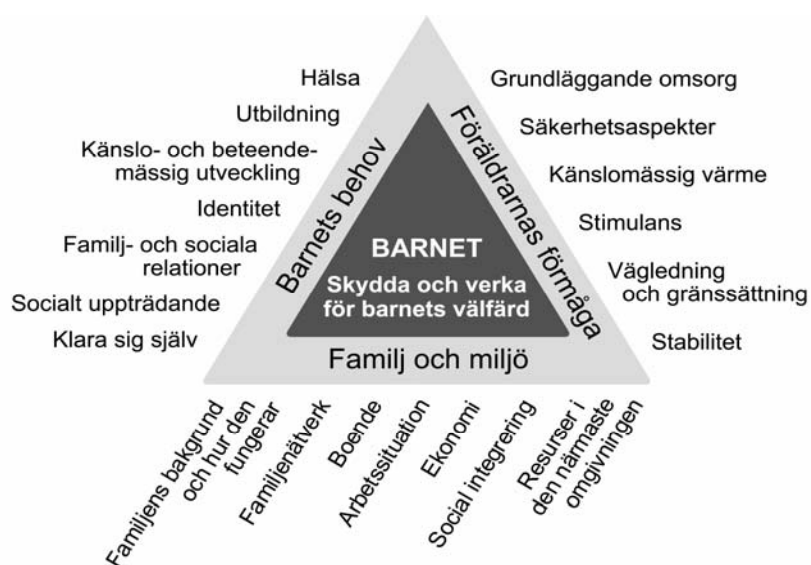 Hälsa
Utbildning
Känslo- och beteende-
mässig utveckling
Identitet
Familj- och sociala
relationer
Socialt uppträdande
Klara sig själv
Barnets behov
BARNET
Skydda och verka
för barnets välfärd
Föräldrarnas förmåga
Grundläggande omsorg
Säkerhetsaspekter
Känslomässig värme
Stimulans
Vägledning
och gränssättning
Stabilitet
Familj och miljö
Familjens bakgrund
och hur den
fungerar
Familjenätverk
Boende
Arbetssituation
Ekonomi
Social integrering
Resurser i
den närmaste
omgivningen